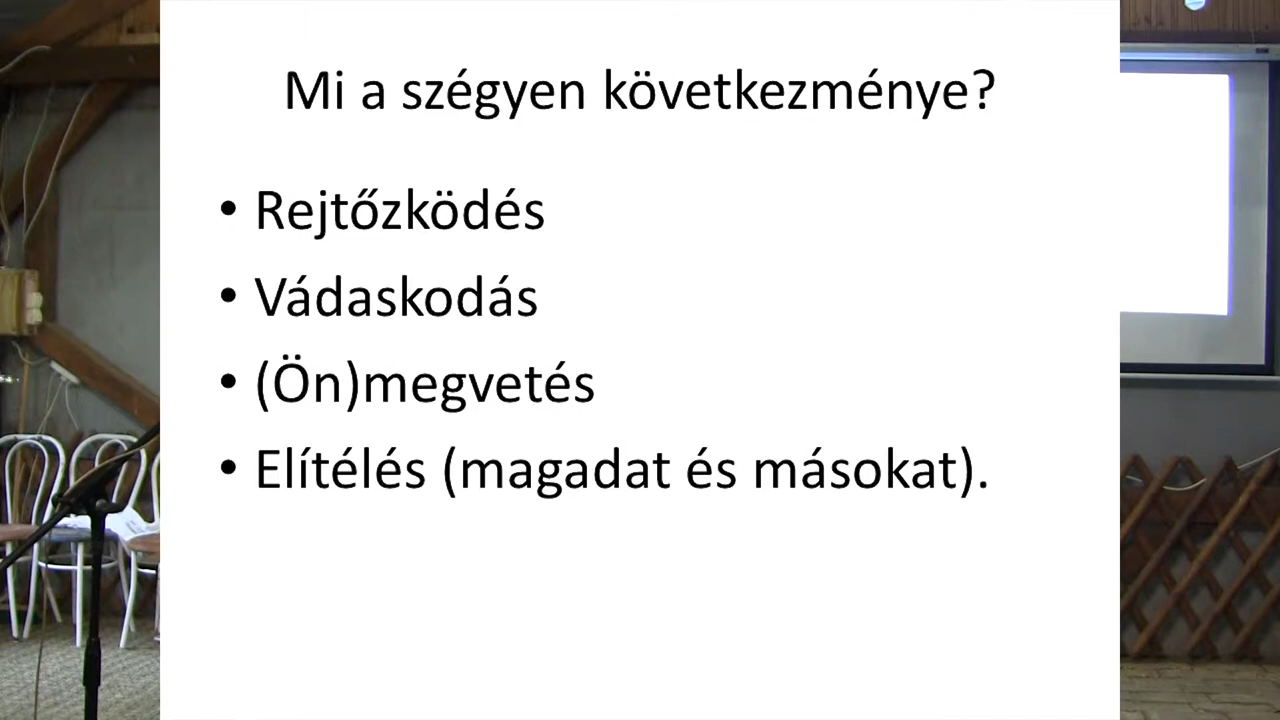 Mi a szégyen következménye?
• Rejtőzködés
• Vádaskodás
• (Ön)megvetés
• Elítélés (magadat és másokat).